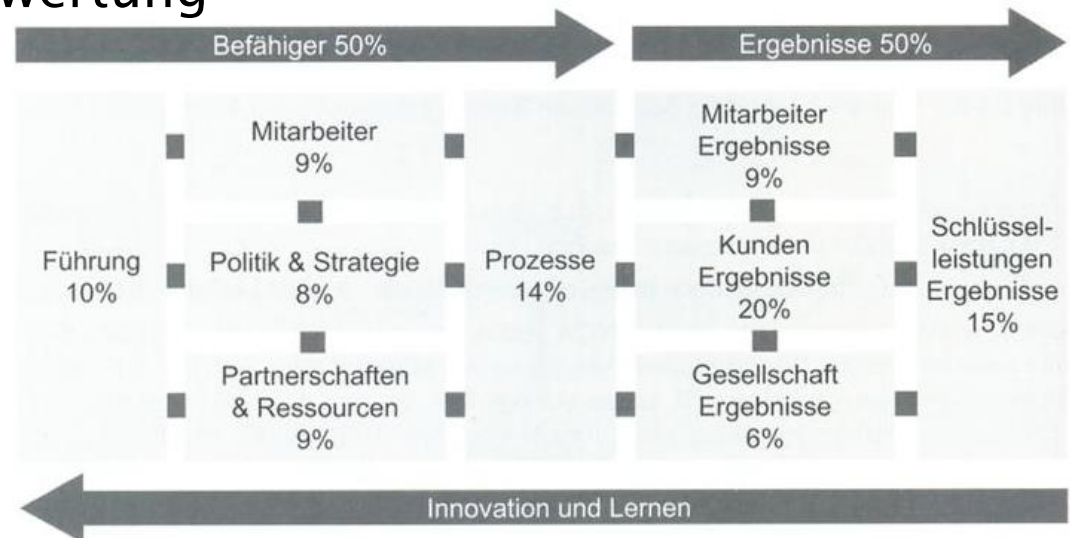 wertung
Befähiger 50%
Ergebnisse 50%
Führung
10%
Mitarbeiter
9%
Politik & Strategie
8%
Partnerschaften
& Ressourcen
9%
Prozesse
14%
Mitarbeiter
Ergebnisse
9%
Kunden
Ergebnisse
20%
Gesellschaft
Ergebnisse
6%
Schlüssel-
leistungen
Ergebnisse
15%
Innovation und Lernen